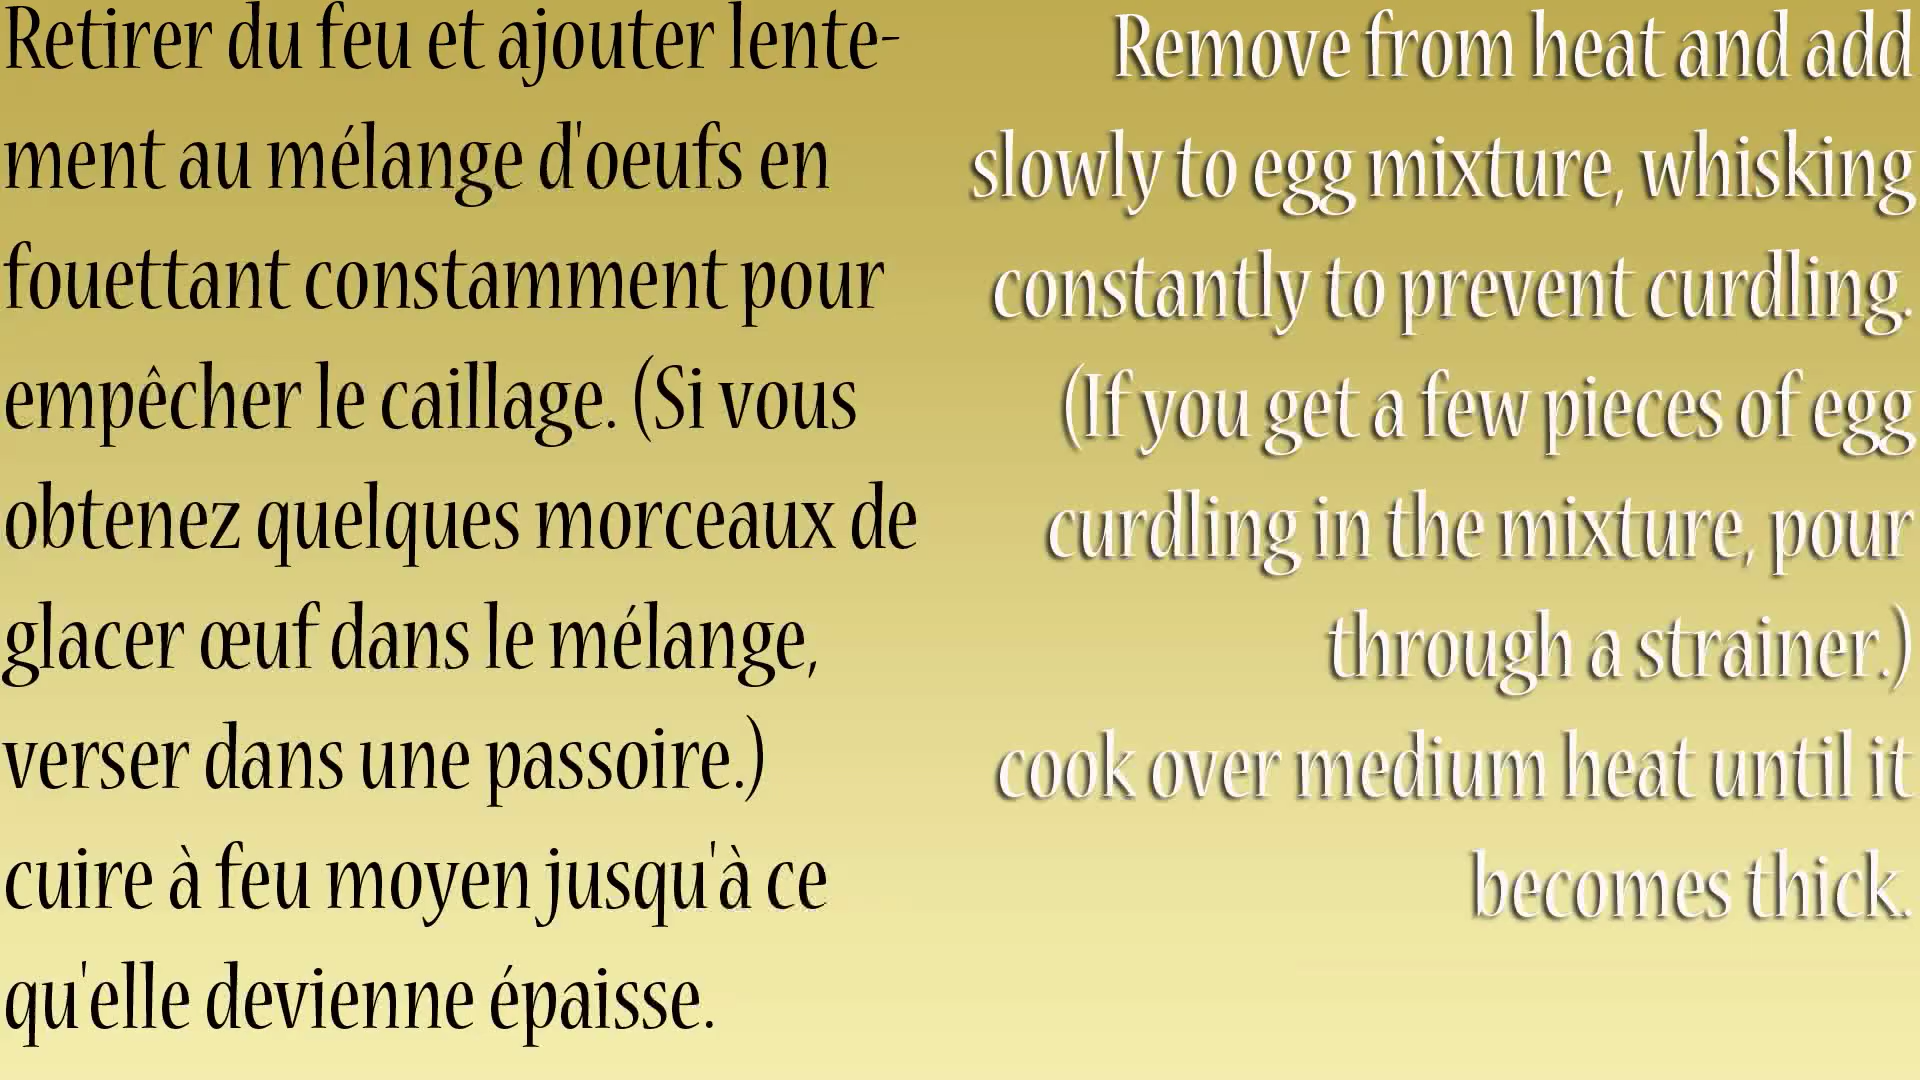 Retirer du feu et ajouter lente-
ment au mélange d'oeufs en
fouettant constamment pour
empêcher le caillage. (Si vous
obtenez quelques morceaux de
glacer œuf dans le mélange,
verser dans une passoire.)
cuire à feu moyen jusqu'à ce
qu'elle devienne épaisse.
Remove from heat and add
slowly to egg mixture, whisking
constantly to prevent curdling.
(If you get a few pieces of egg
curdling in the mixture, pour
through a strainer.)
cook over medium heat until it
becomes thick.